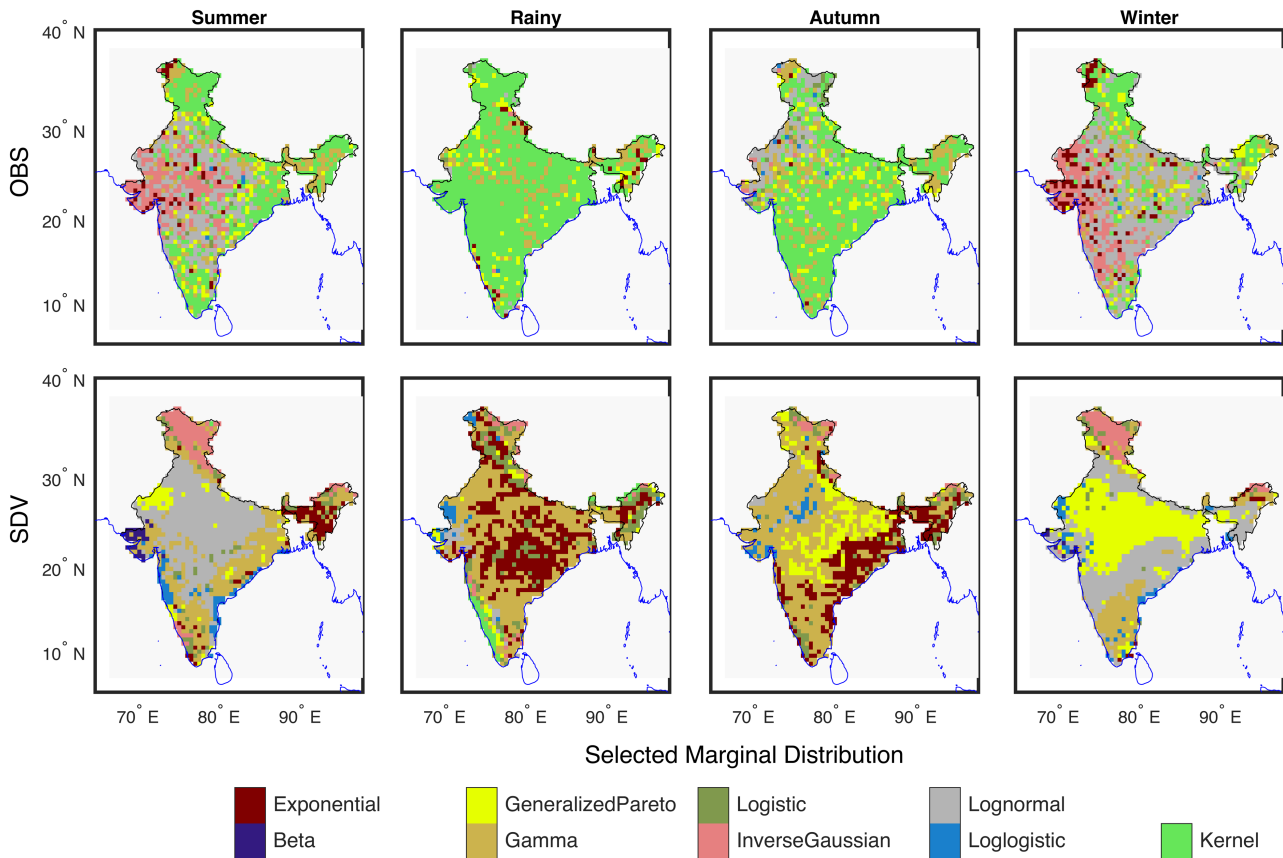 Summer Rainy Autumn Winter
40° N
30° N
OBS
20° N
10° N
40° N
30° N
SDV
20° N
10° N
70° E 80° E 90° E 70° E 80° E 90° E 70° E 80° E 90° E 70° E 80° E 90° E
Selected Marginal Distribution
Exponential GeneralizedPareto Logistic Lognormal
Beta Gamma InverseGaussian Loglogistic Kernel